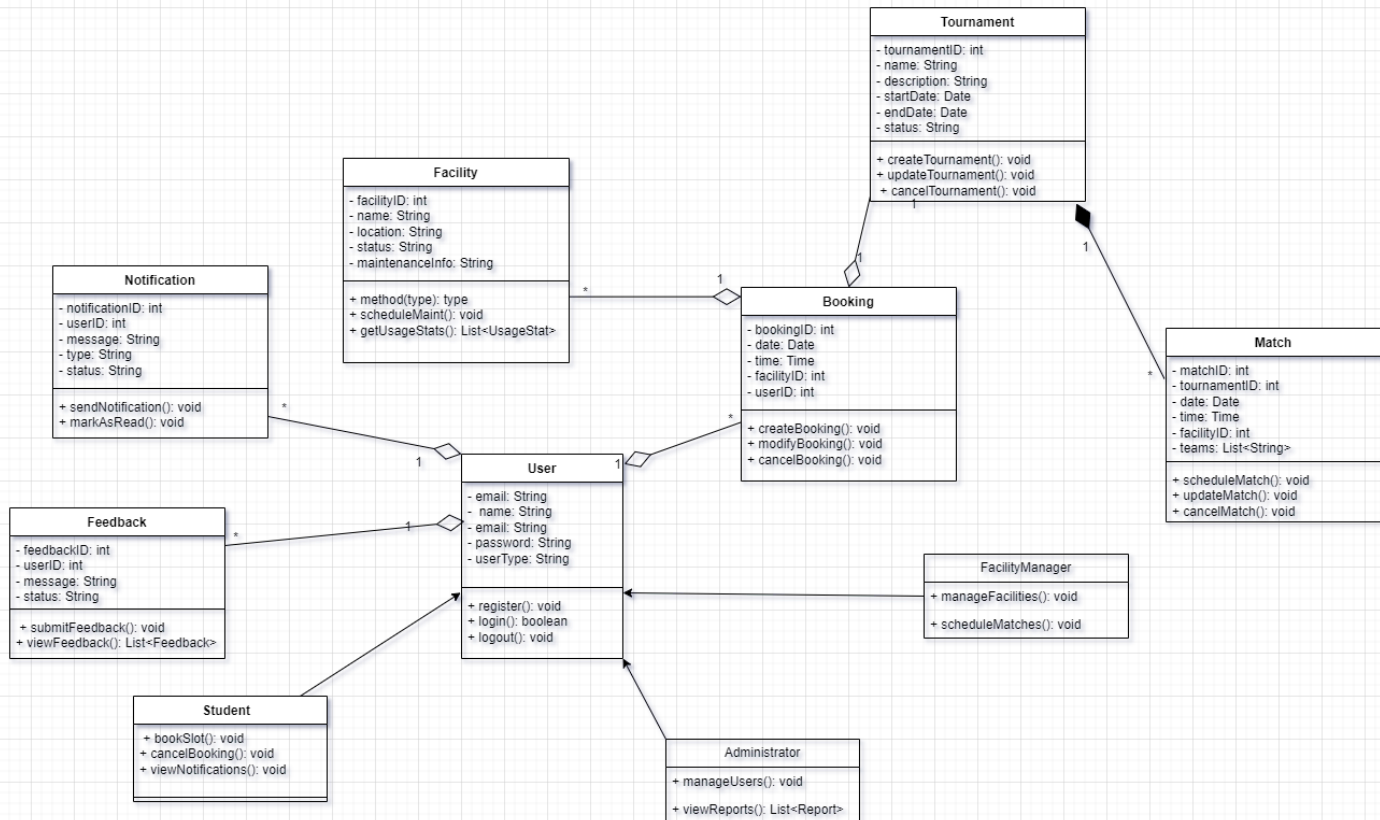 Tournament
- tournamentID: int
- name: String
- description: String
- startDate: Date
- endDate: Date
- status: String
+ createTournament(): void
+ updateTournament(): void
+ cancelTournament(): void
1
1
1
*
Facility
- facilityID: int
- name: String
- location: String
- status: String
- maintenanceInfo: String
+ method(type): type
+ scheduleMaint(): void
+ getUsageStats(): List<UsageStat>
*
1
Notification
- notificationID: int
- userID: int
- message: String
- type: String
- status: String
+ sendNotification(): void
+ markAsRead(): void
*
1
Booking
- bookingID: int
- date: Date
- time: Time
- facilityID: int
- userID: int
+ createBooking(): void
+ modifyBooking(): void
+ cancelBooking(): void
*
1
Match
- matchID: int
- tournamentID: int
- date: Date
- time: Time
- facilityID: int
- teams: List<String>
+ scheduleMatch(): void
+ updateMatch(): void
+ cancelMatch(): void
User
- email: String
- name: String
- email: String
- password: String
- userType: String
+ register(): void
+ login(): boolean
+ logout(): void
Feedback
- feedbackID: int
- userID: int
- message: String
- status: String
+ submitFeedback(): void
+ viewFeedback(): List<Feedback>
*
1
FacilityManager
+ manageFacilities(): void
+ scheduleMatches(): void
Student
+ bookSlot(): void
+ cancelBooking(): void
+ viewNotifications(): void
Administrator
+ manageUsers(): void
+ viewReports(): List<Report>